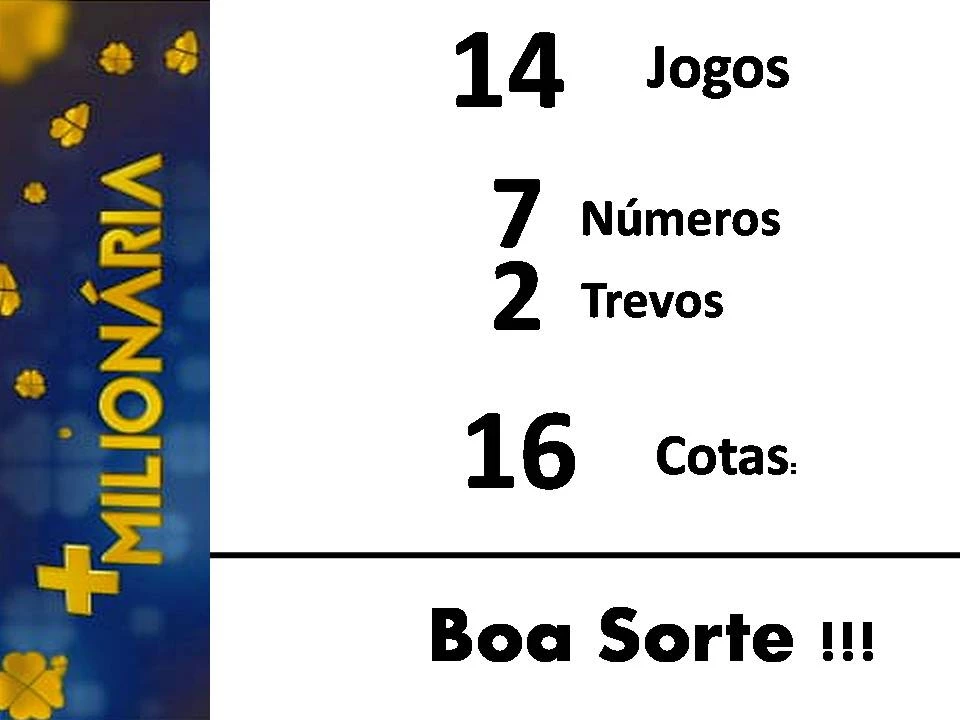 +MILIONÁRIA
14 Jogos
7 Números
2 Trevos
16 Cotas:
Boa Sorte !!!